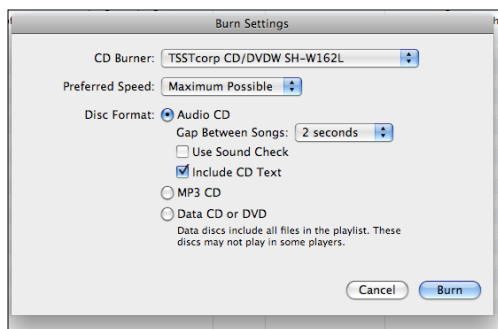 Burn Settings
CD Burner: TSSTcorp CD/DVDW SH-W162L
Preferred Speed: Maximum Possible
Disc Format: Audio CD
Gap Between Songs: 2 seconds
Use Sound Check
Include CD Text
MP3 CD
Data CD or DVD
Data discs include all files in the playlist. These
discs may not play in some players.
Cancel Burn